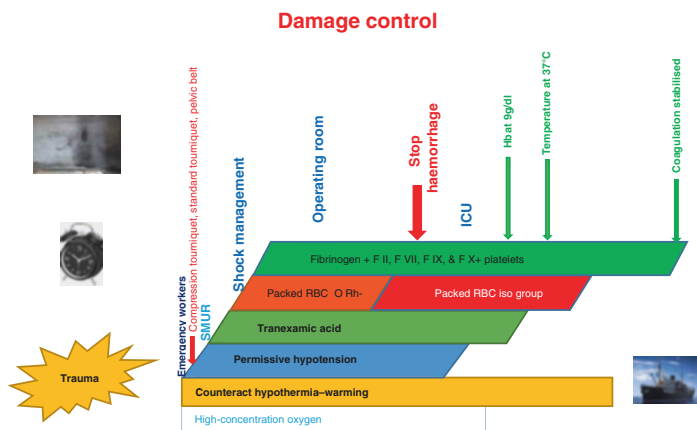 Damage control
Emergency workers
Compression tourniquet, standard tourniquet, pelvic belt
SMUR
Shock management
Operating room
Stop
haemorrhage
ICU
Hb at 9g/dl
Temperature at 37°C
Coagulation stabilised
Fibrinogen + F II, F VII, F IX, & F X+ platelets
Packed RBC O Rh-
Packed RBC iso group
Tranexamic acid
Permissive hypotension
Trauma
Counteract hypothermia–warming
High-concentration oxygen